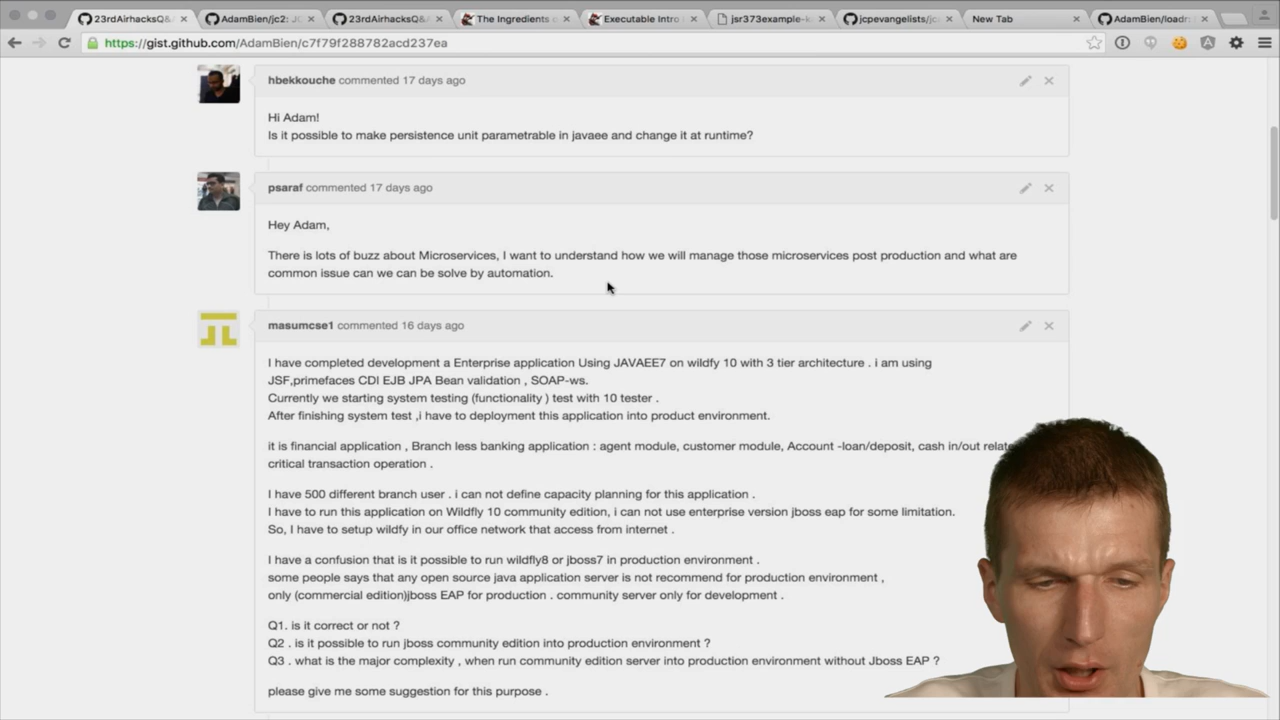 23rdAirhacksQ&
AdamBien/jc2: J
23rdAirhacksQ&
The Ingredients o
Executable Intro
jsr373example-k
jcpevangelists/jc
New Tab
AdamBien/loadr:
https://gist.github.com/AdamBien/c7f79f288782acd237ea
hbekkouche commented 17 days ago
Hi Adam!
Is it possible to make persistence unit parametrable in javaee and change it at runtime?
psaraf commented 17 days ago
Hey Adam,
There is lots of buzz about Microservices, I want to understand how we will manage those microservices post production and what are
common issue can we can be solve by automation.
masumcse1 commented 16 days ago
I have completed development a Enterprise application Using JAVAEE7 on wildfy 10 with 3 tier architecture . i am using
JSF,primefaces CDI EJB JPA Bean validation , SOAP-ws.
Currently we starting system testing (functionality ) test with 10 tester .
After finishing system test ,i have to deployment this application into product environment.
it is financial application , Branch less banking application : agent module, customer module, Account -loan/deposit, cash in/out relate
critical transaction operation .
I have 500 different branch user . i can not define capacity planning for this application .
I have to run this application on Wildfly 10 community edition, i can not use enterprise version jboss eap for some limitation.
So, I have to setup wildfy in our office network that access from internet .
I have a confusion that is it possible to run wildfly8 or jboss7 in production environment .
some people says that any open source java application server is not recommend for production environment ,
only (commercial edition)jboss EAP for production . community server only for development .
Q1. is it correct or not ?
Q2 . is it possible to run jboss community edition into production environment ?
Q3 . what is the major complexity , when run community edition server into production environment without Jboss EAP ?
please give me some suggestion for this purpose .